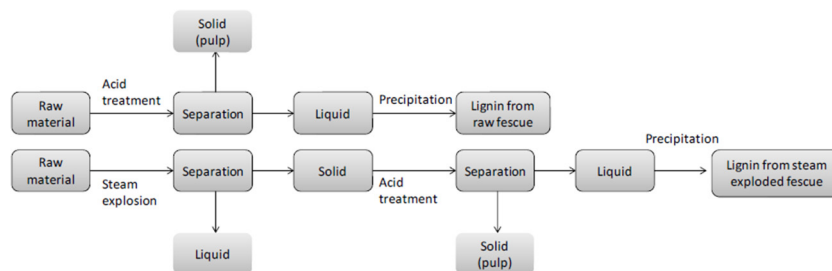 Solid
(pulp)
Acid
treatment
Raw
material
Separation
Liquid
Precipitation
Lignin from
raw fescue
Raw
material
Steam
explosion
Separation
Solid
Acid
treatment
Separation
Liquid
Precipitation
Lignin from steam
exploded fescue
Liquid
Solid
(pulp)